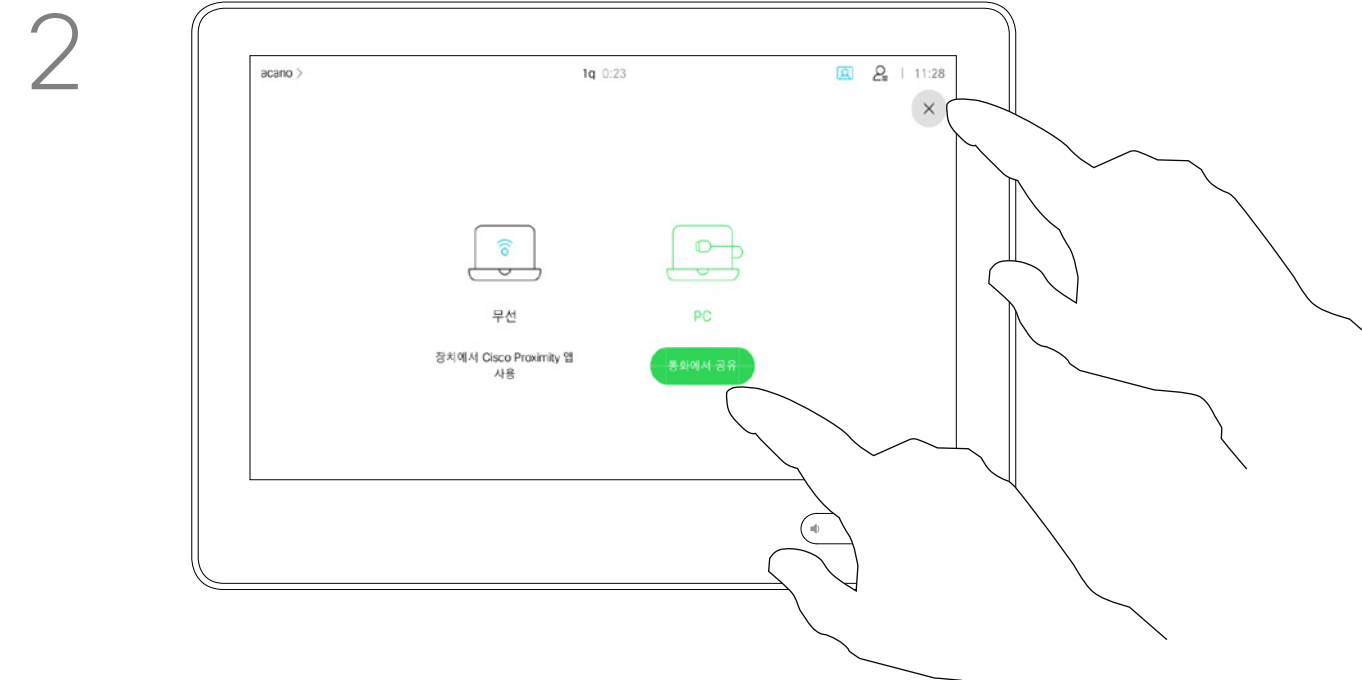 2
acano >
1q 0:23
11:28
무선
PC
장치에서 Cisco Proximity 앱
사용
통화에서 공유